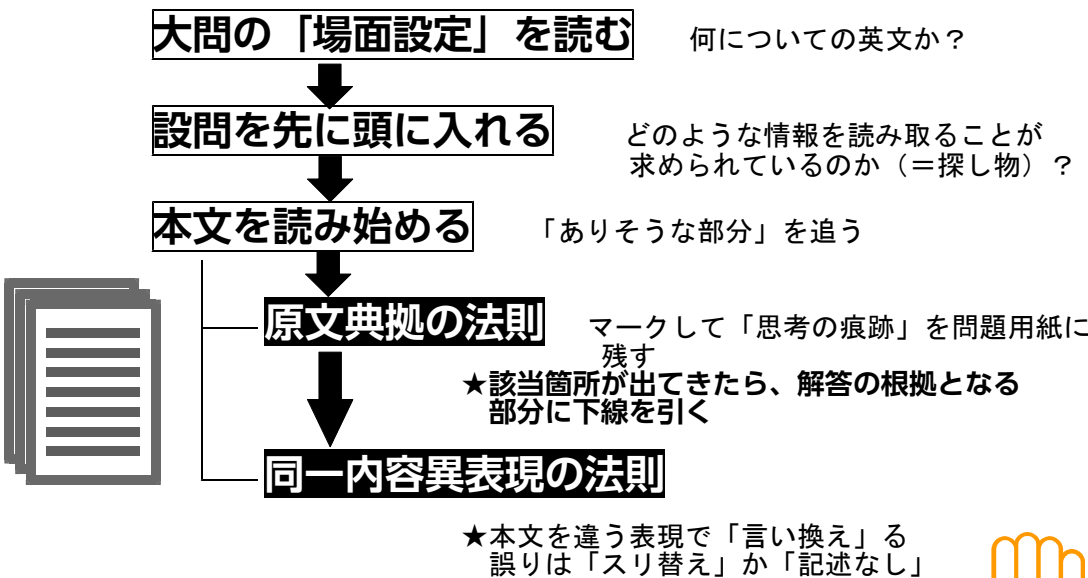 大問の「場面設定」を読む
何についての英文か？
設問を先に頭に入れる
どのような情報を読み取ることが
求められているのか（＝探し物）？
本文を読み始める
「ありそうな部分」を追う
原文典拠の法則
マークして「思考の痕跡」を問題用紙に
残す
★該当箇所が出てきたら、解答の根拠となる
部分に下線を引く
同一内容異表現の法則
★本文を違う表現で「言い換え」る
誤りは「スリ替え」か「記述なし」